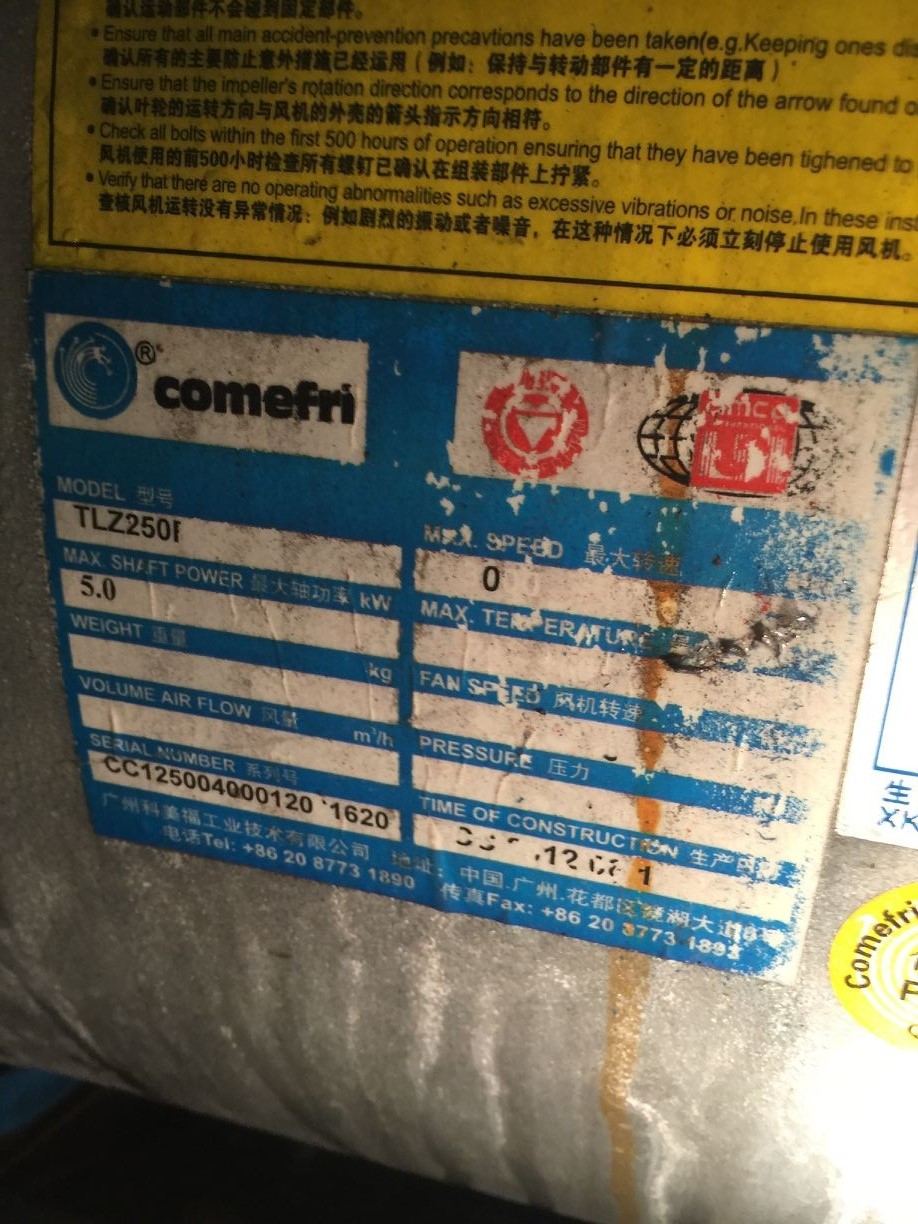 确认运动部件不会碰到固定部件。
• Ensure that all main accident-prevention precavtions have been taken(e.g.Keeping ones
确认所有的主要防止意外措施已经运用(例如:保持与转动部件有一定的距离)
• Ensure that the impeller's rotation direction corresponds to the direction of the arrow found
确认叶轮的运转方向与风机的外壳的箭头指示方向相符。
• Check all bolts within the first 500 hours of operation ensuring that they have been tighened to
风机使用的前500小时检查所有螺钉已确认在组装部件上拧紧。
• Verify that there are no operating abnormalities such as excessive vibrations or noise.In these
查核风机运转没有异常情况:例如剧烈的振动或者噪音,在这种情况下必须立刻停止使用风机。
comefri ®
MODEL 型号
TLZ250
MAX. SPEED 最大转速
0
MAX. SHAFT POWER 最大轴功率 kW
5.0
MAX. TEMPERATURE
WEIGHT 重量
kg
FAN SPEED 风机转速
VOLUME AIR FLOW 风量
m³/h
PRESSURE 压力
SERIAL NUMBER 系列号
CC125004000120 1620
TIME OF CONSTRUCTION 生产日期
广州科美福工业技术有限公司 地址: 中国.广州.花都
电话Tel: +86 20 8773 1890 传真Fax: +86 20 8773
Comefri